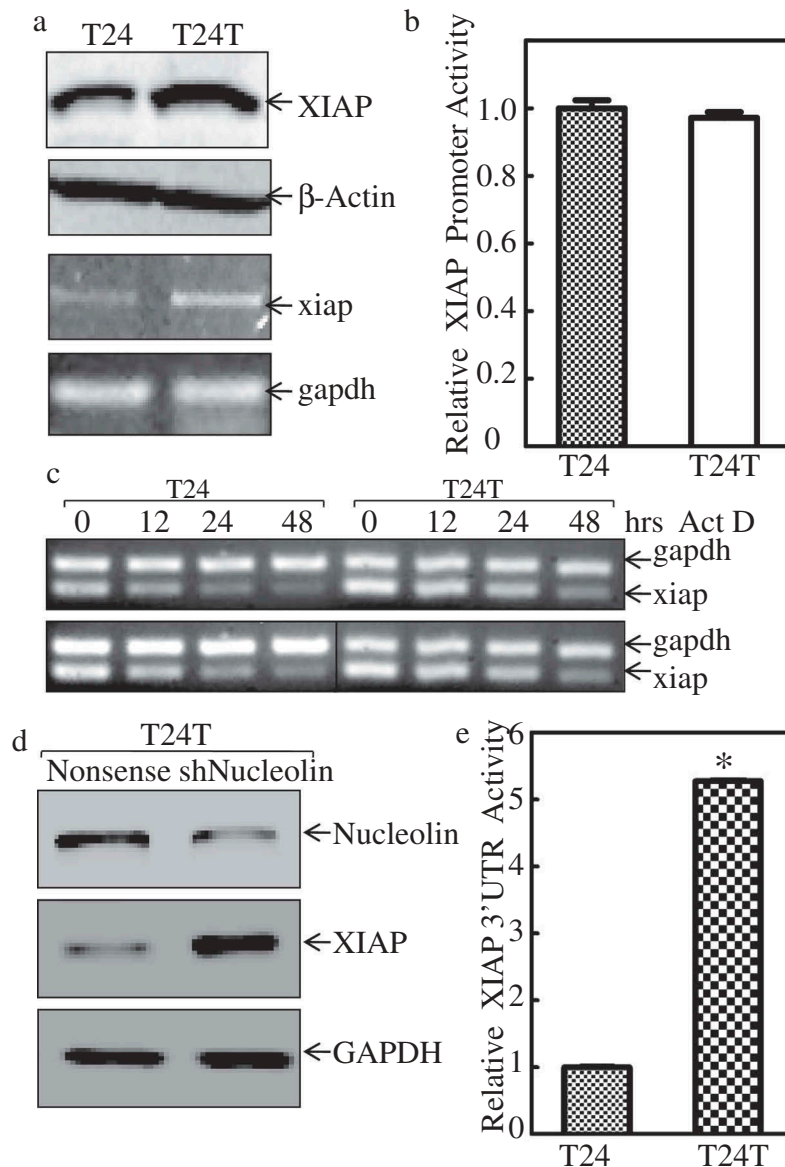 a
T24 T24T
XIAP
β-Actin
xiap
gapdh
b
Relative XIAP Promoter Activity
1.0
0.8
0.6
0.4
0.2
0
T24 T24T
c
T24 T24T
0 12 24 48 0 12 24 48 hrs Act D
gapdh
xiap
gapdh
xiap
d
T24T
Nonsense shNucleolin
Nucleolin
XIAP
GAPDH
e
Relative XIAP 3’UTR Activity
6
5
4
3
2
1
0
*
T24 T24T